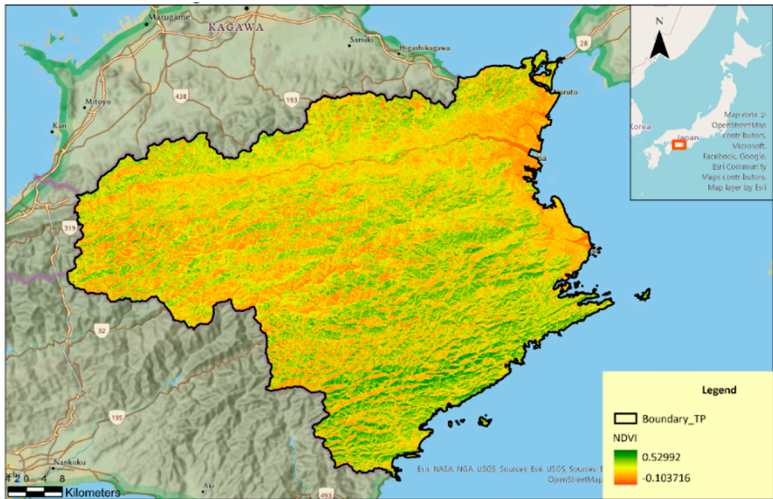 Marugame
KAGAWA
Sanuki
Higashikagawa
28
438
193
Mitoyo
Kan
ruto
319
32
195
Nankoku
Aki
493
N
Korea
Japan
Map data ©
OpenStreetMap
contributors,
Microsoft,
Facebook, Google,
Esri Community
Maps contributors,
Map layer by Esri
Legend
Boundary_TP
NDVI
0.52992
-0.103716
Esri, NASA, NGA, USGS, Sources: Esri, USGS, Sources:
OpenStreetMap
4 2 0 4 8
Kilometers